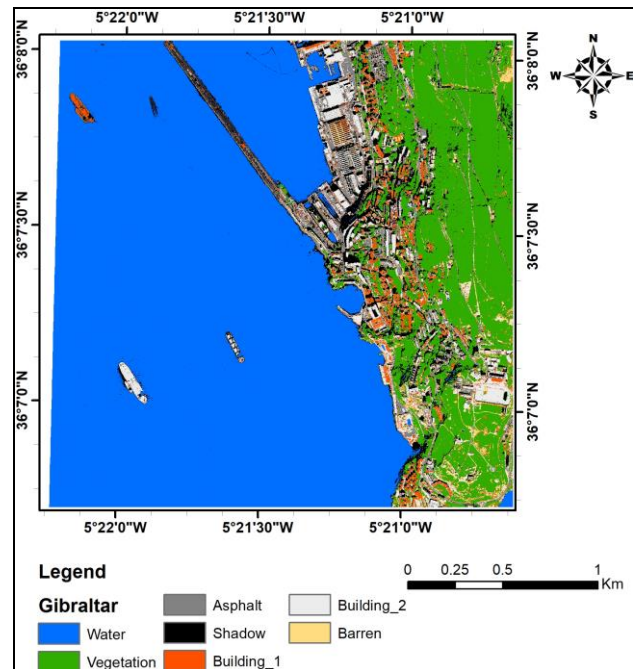 5°22'0"W 5°21'30"W 5°21'0"W
36°8'0"N 36°8'0"N
N
W E
S
36°7'30"N 36°7'30"N
36°7'0"N 36°7'0"N
5°22'0"W 5°21'30"W 5°21'0"W
Legend
0 0.25 0.5 1
Km
Gibraltar
Asphalt Building_2
Water Shadow Barren
Vegetation Building_1